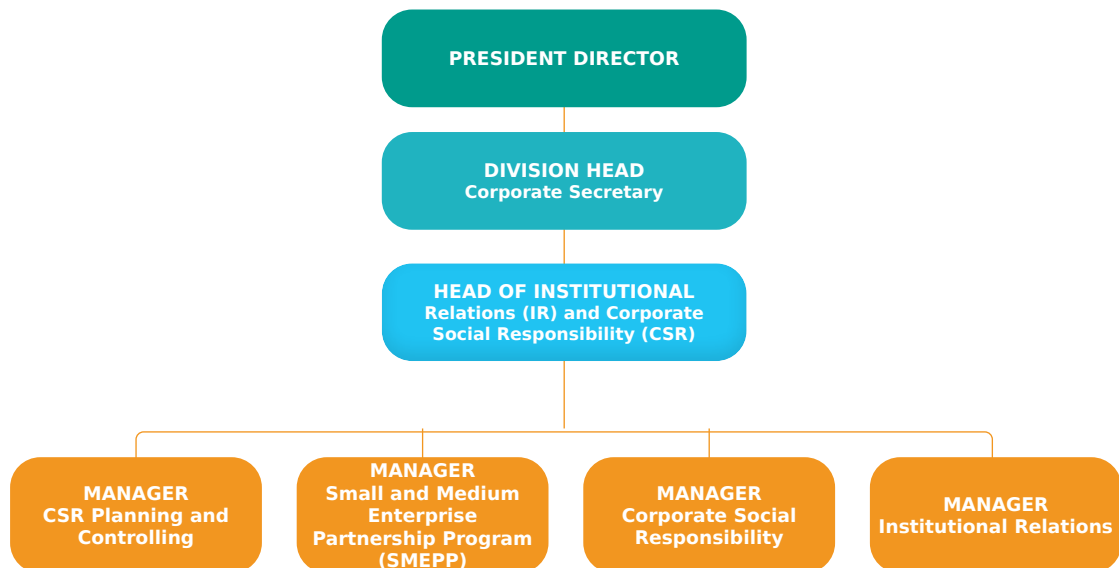 PRESIDENT DIRECTOR
DIVISION HEAD
Corporate Secretary
HEAD OF INSTITUTIONAL
Relations (IR) and Corporate
Social Responsibility (CSR)
MANAGER
CSR Planning and
Controlling
MANAGER
Small and Medium
Enterprise
Partnership Program
(SMEPP)
MANAGER
Corporate Social
Responsibility
MANAGER
Institutional Relations